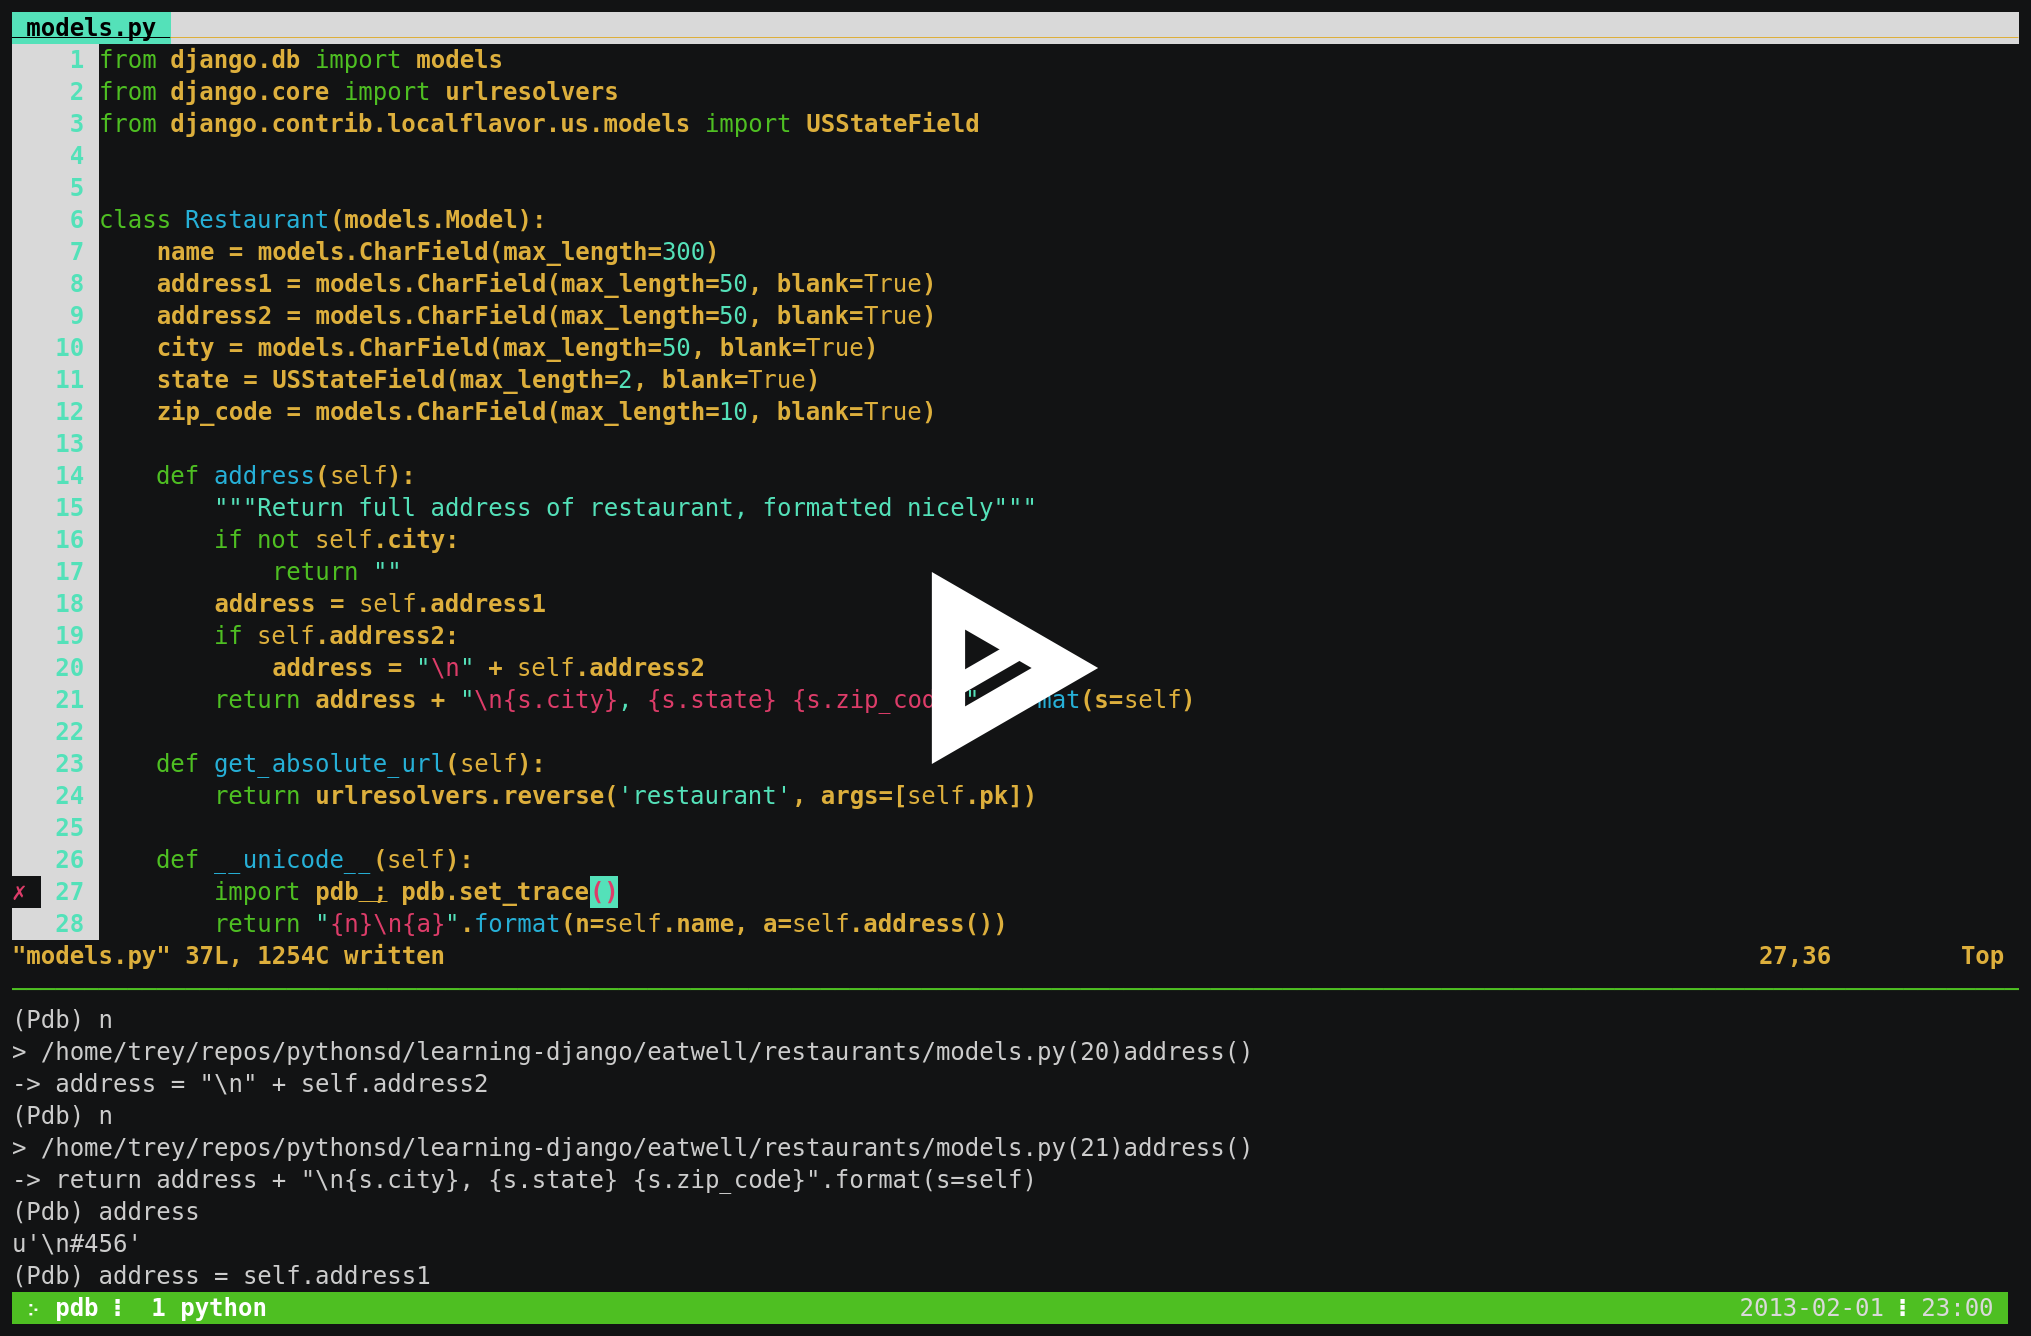 models.py
1 from django.db import models
2 from django.core import urlresolvers
3 from django.contrib.localflavor.us.models import USStateField
4
5
6 class Restaurant(models.Model):
7     name = models.CharField(max_length=300)
8     address1 = models.CharField(max_length=50, blank=True)
9     address2 = models.CharField(max_length=50, blank=True)
10     city = models.CharField(max_length=50, blank=True)
11     state = USStateField(max_length=2, blank=True)
12     zip_code = models.CharField(max_length=10, blank=True)
13
14     def address(self):
15         """Return full address of restaurant, formatted nicely"""
16         if not self.city:
17             return ""
18         address = self.address1
19         if self.address2:
20             address = "\n" + self.address2
21         return address + "\n{s.city}, {s.state} {s.zip_cod " mat(s=self)
22
23     def get_absolute_url(self):
24         return urlresolvers.reverse('restaurant', args=[self.pk])
25
26     def __unicode__(self):
✗ 27         import pdb ; pdb.set_trace()
28         return "{n}\n{a}".format(n=self.name, a=self.address())
"models.py" 37L, 1254C written 27,36 Top
(Pdb) n
> /home/trey/repos/pythonsd/learning-django/eatwell/restaurants/models.py(20)address()
-> address = "\n" + self.address2
(Pdb) n
> /home/trey/repos/pythonsd/learning-django/eatwell/restaurants/models.py(21)address()
-> return address + "\n{s.city}, {s.state} {s.zip_code}".format(s=self)
(Pdb) address
u'\n#456'
(Pdb) address = self.address1
pdb ⁞ 1 python 2013-02-01 ⁞ 23:00